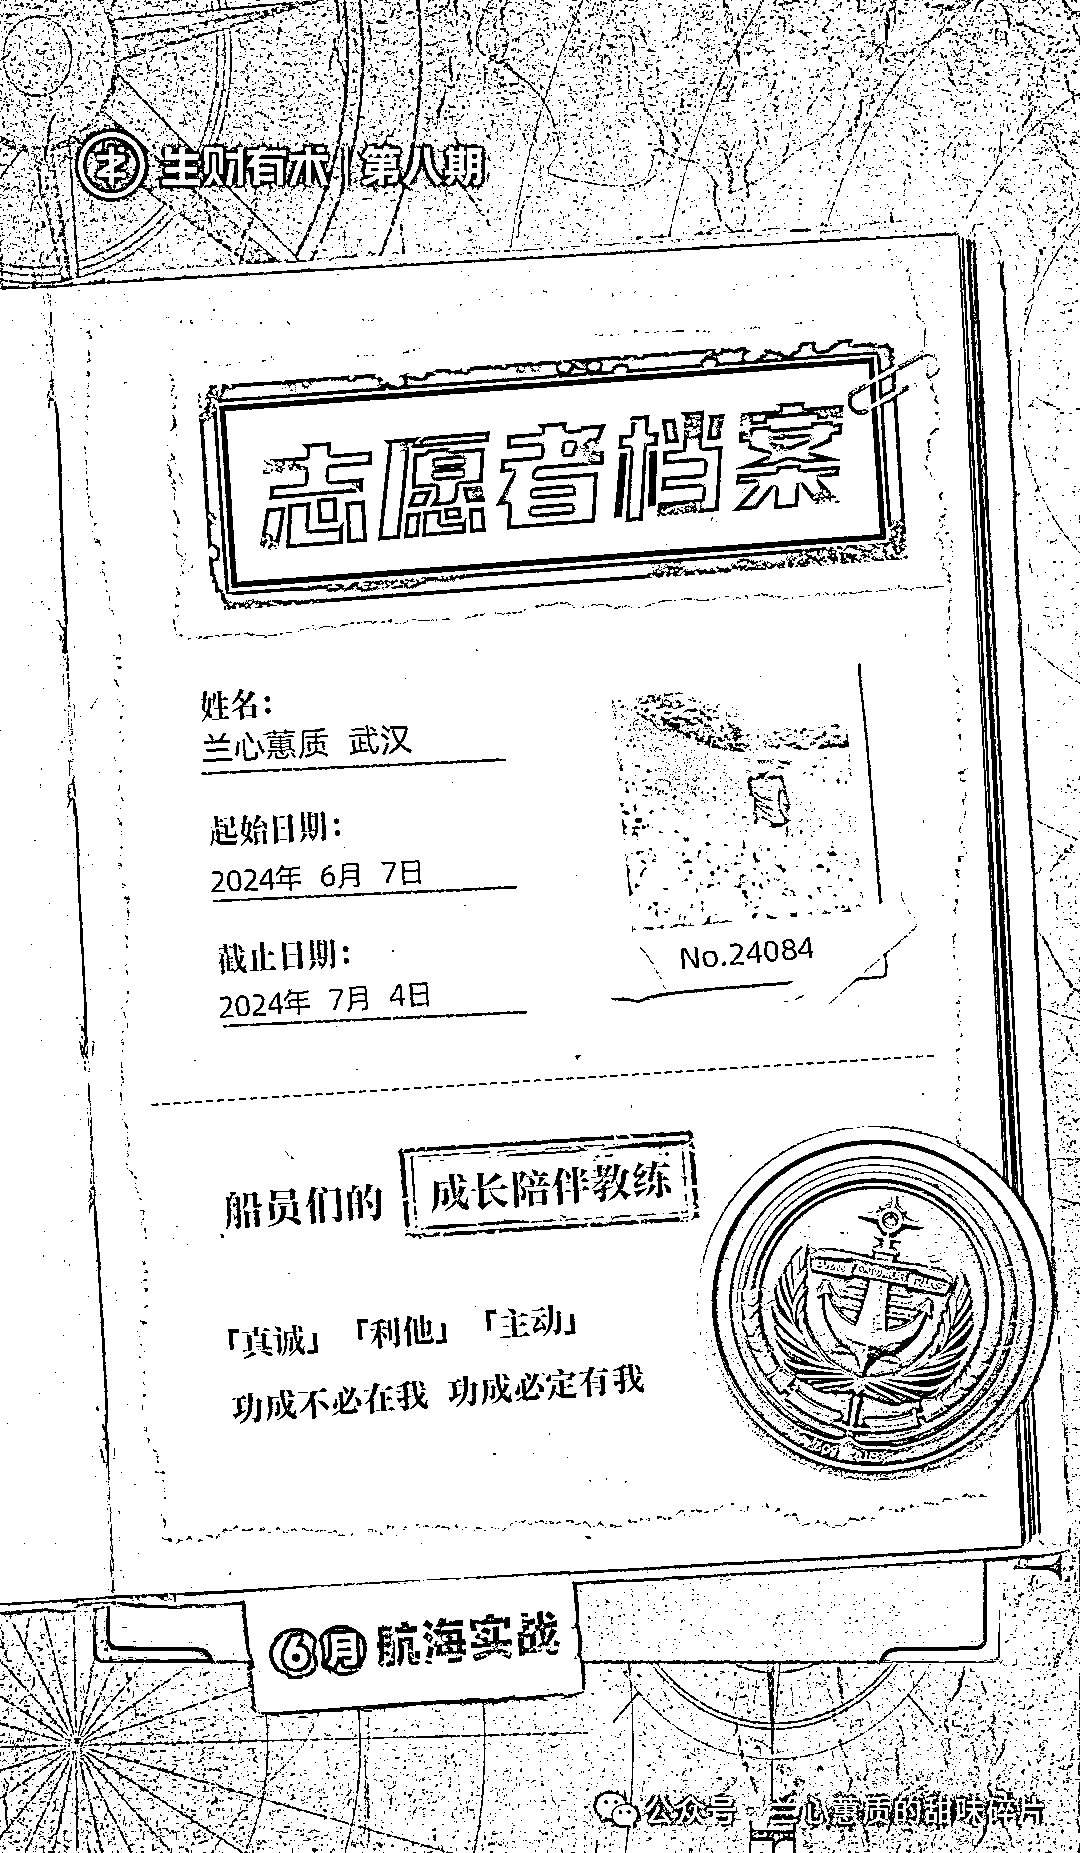 生财有术 | 第八期
志愿者档案
姓名：
兰心蕙质 武汉
起始日期：
2024年 6月 7日
截止日期：
2024年 7月 4日
No.24084
船员们的 成长陪伴教练
「真诚」「利他」「主动」
功成不必在我 功成必定有我
6月 航海实战
公众号 兰心蕙质的甜味碎片